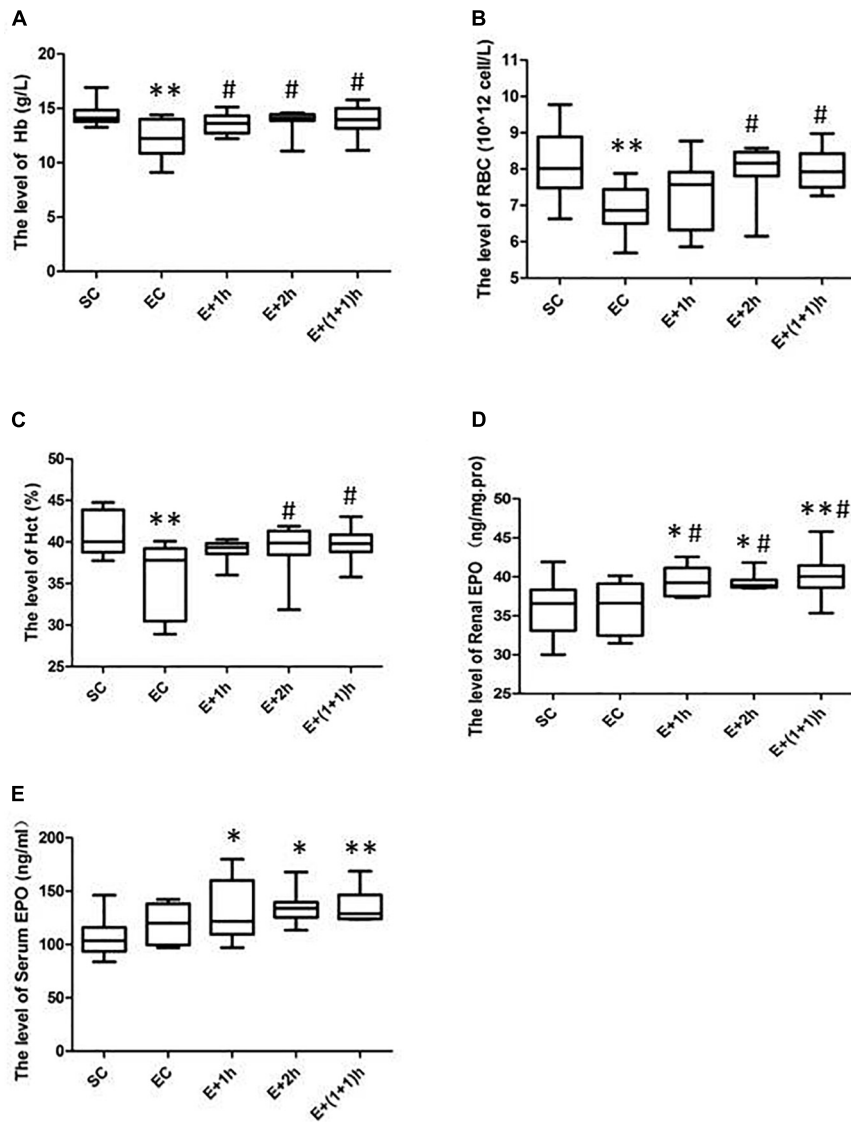 A
The level of Hb (g/L)
20
15
10
5
0
**
#
#
#
SC
EC
E+1h
E+2h
E+(1+1)h
B
The level of RBC (10^12 cell/L)
11
10
9
8
7
6
5
**
#
#
SC
EC
E+1h
E+2h
E+(1+1)h
C
The level of Hct (%)
50
45
40
35
30
25
**
#
#
SC
EC
E+1h
E+2h
E+(1+1)h
D
The level of Renal EPO (ng/mg.pro)
50
45
40
35
30
25
*#
*#
**#
SC
EC
E+1h
E+2h
E+(1+1)h
E
The level of Serum EPO (ng/ml)
200
150
100
50
0
*
*
**
SC
EC
E+1h
E+2h
E+(1+1)h